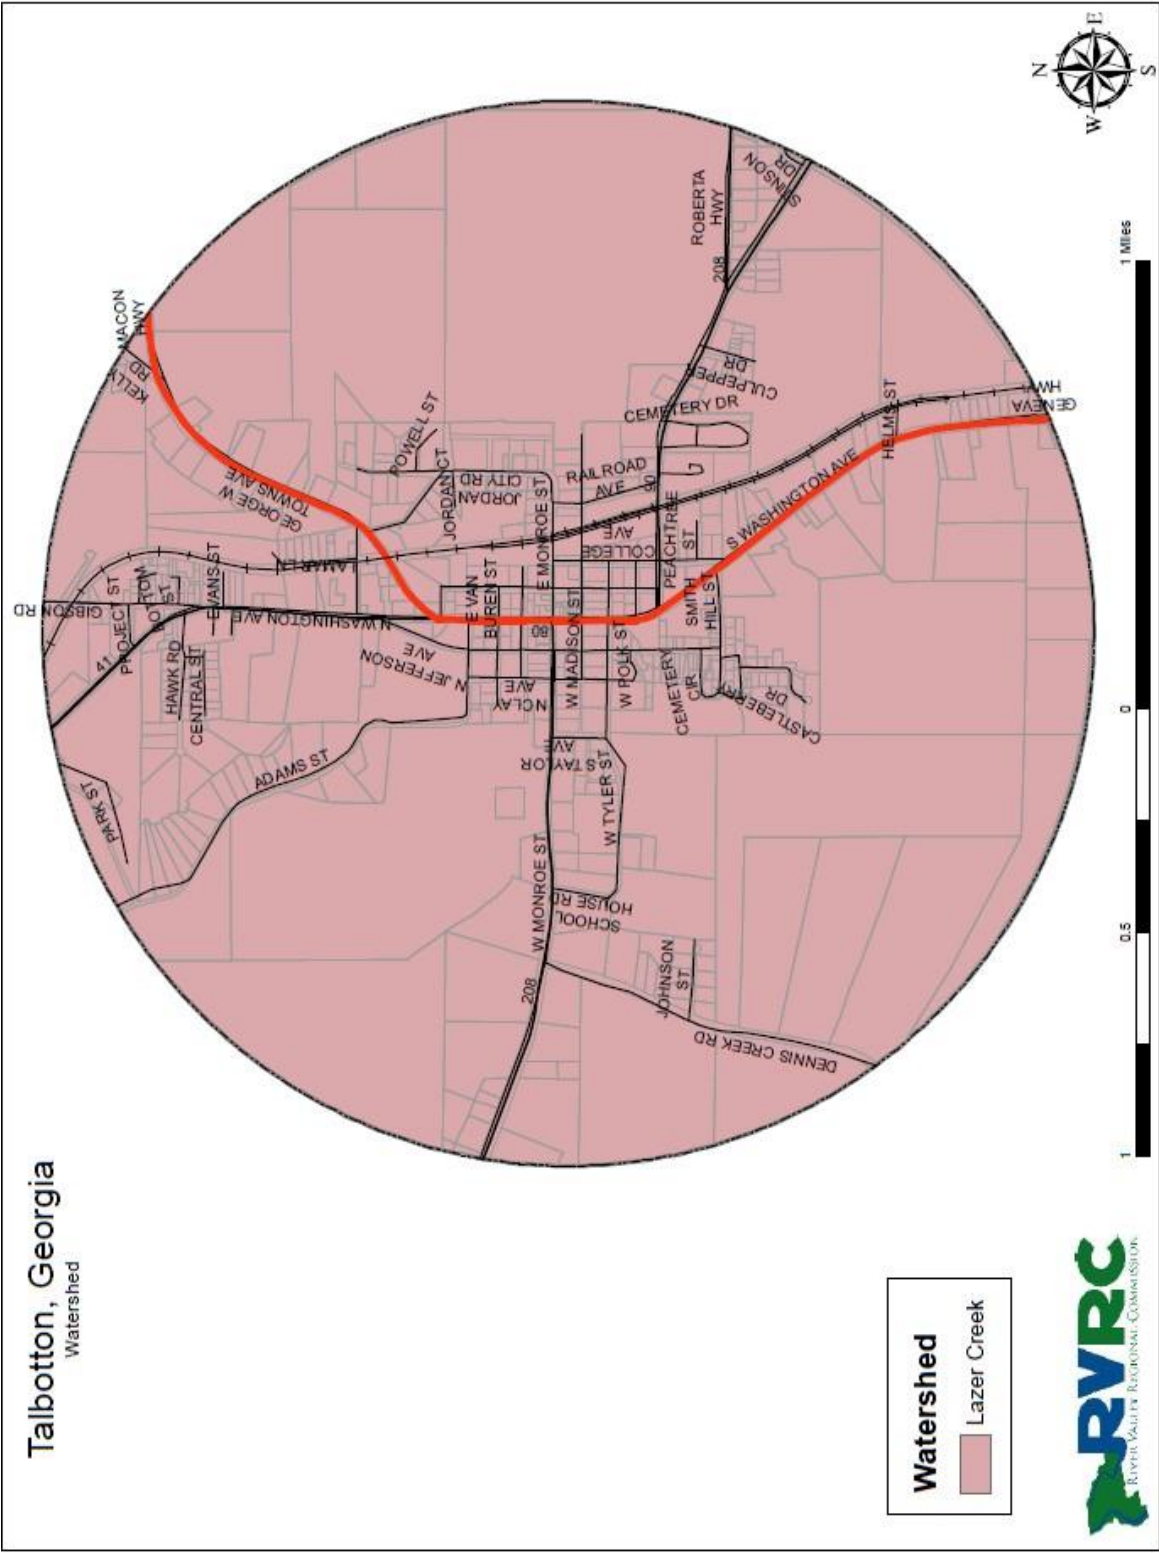 Talbotton, Georgia
Watershed
N
E
W
S
MACON
HWY
KELLY
RD
GEORGE W
TOWNS AVE
GIBSON RD
PROJECT ST
BOTTOM
ST
EVANS ST
41
HAWK RD
CENTRAL ST
N WASHINGTON AVE
LAMAR LN
PARK ST
ADAMS ST
N JEFFERSON
AVE
POWELL ST
JORDAN CT
JORDAN
CITY RD
E VAN
BUREN ST
E MONROE ST
80
N CLAY
AVE
W MADISON ST
W POLK ST
COLLEGE
AVE
RAILROAD
AVE
90
PEACHTREE
ST
SMITH
HILL ST
CEMETERY
CIR
CASTLEBERRY
DR
S TAYLOR
AVE
W TYLER ST
W MONROE ST
208
SCHOOL
HOUSE RD
JOHNSON
ST
DENNIS CREEK RD
CEMETERY DR
CULPEPPER
DR
208
ROBERTA
HWY
STINSON
DR
S WASHINGTON AVE
HELMS ST
GENEVA
HWY
Watershed
Lazer Creek
RVRC
RIVER VALLEY REGIONAL COMMISSION
1
0.5
0
1 Miles